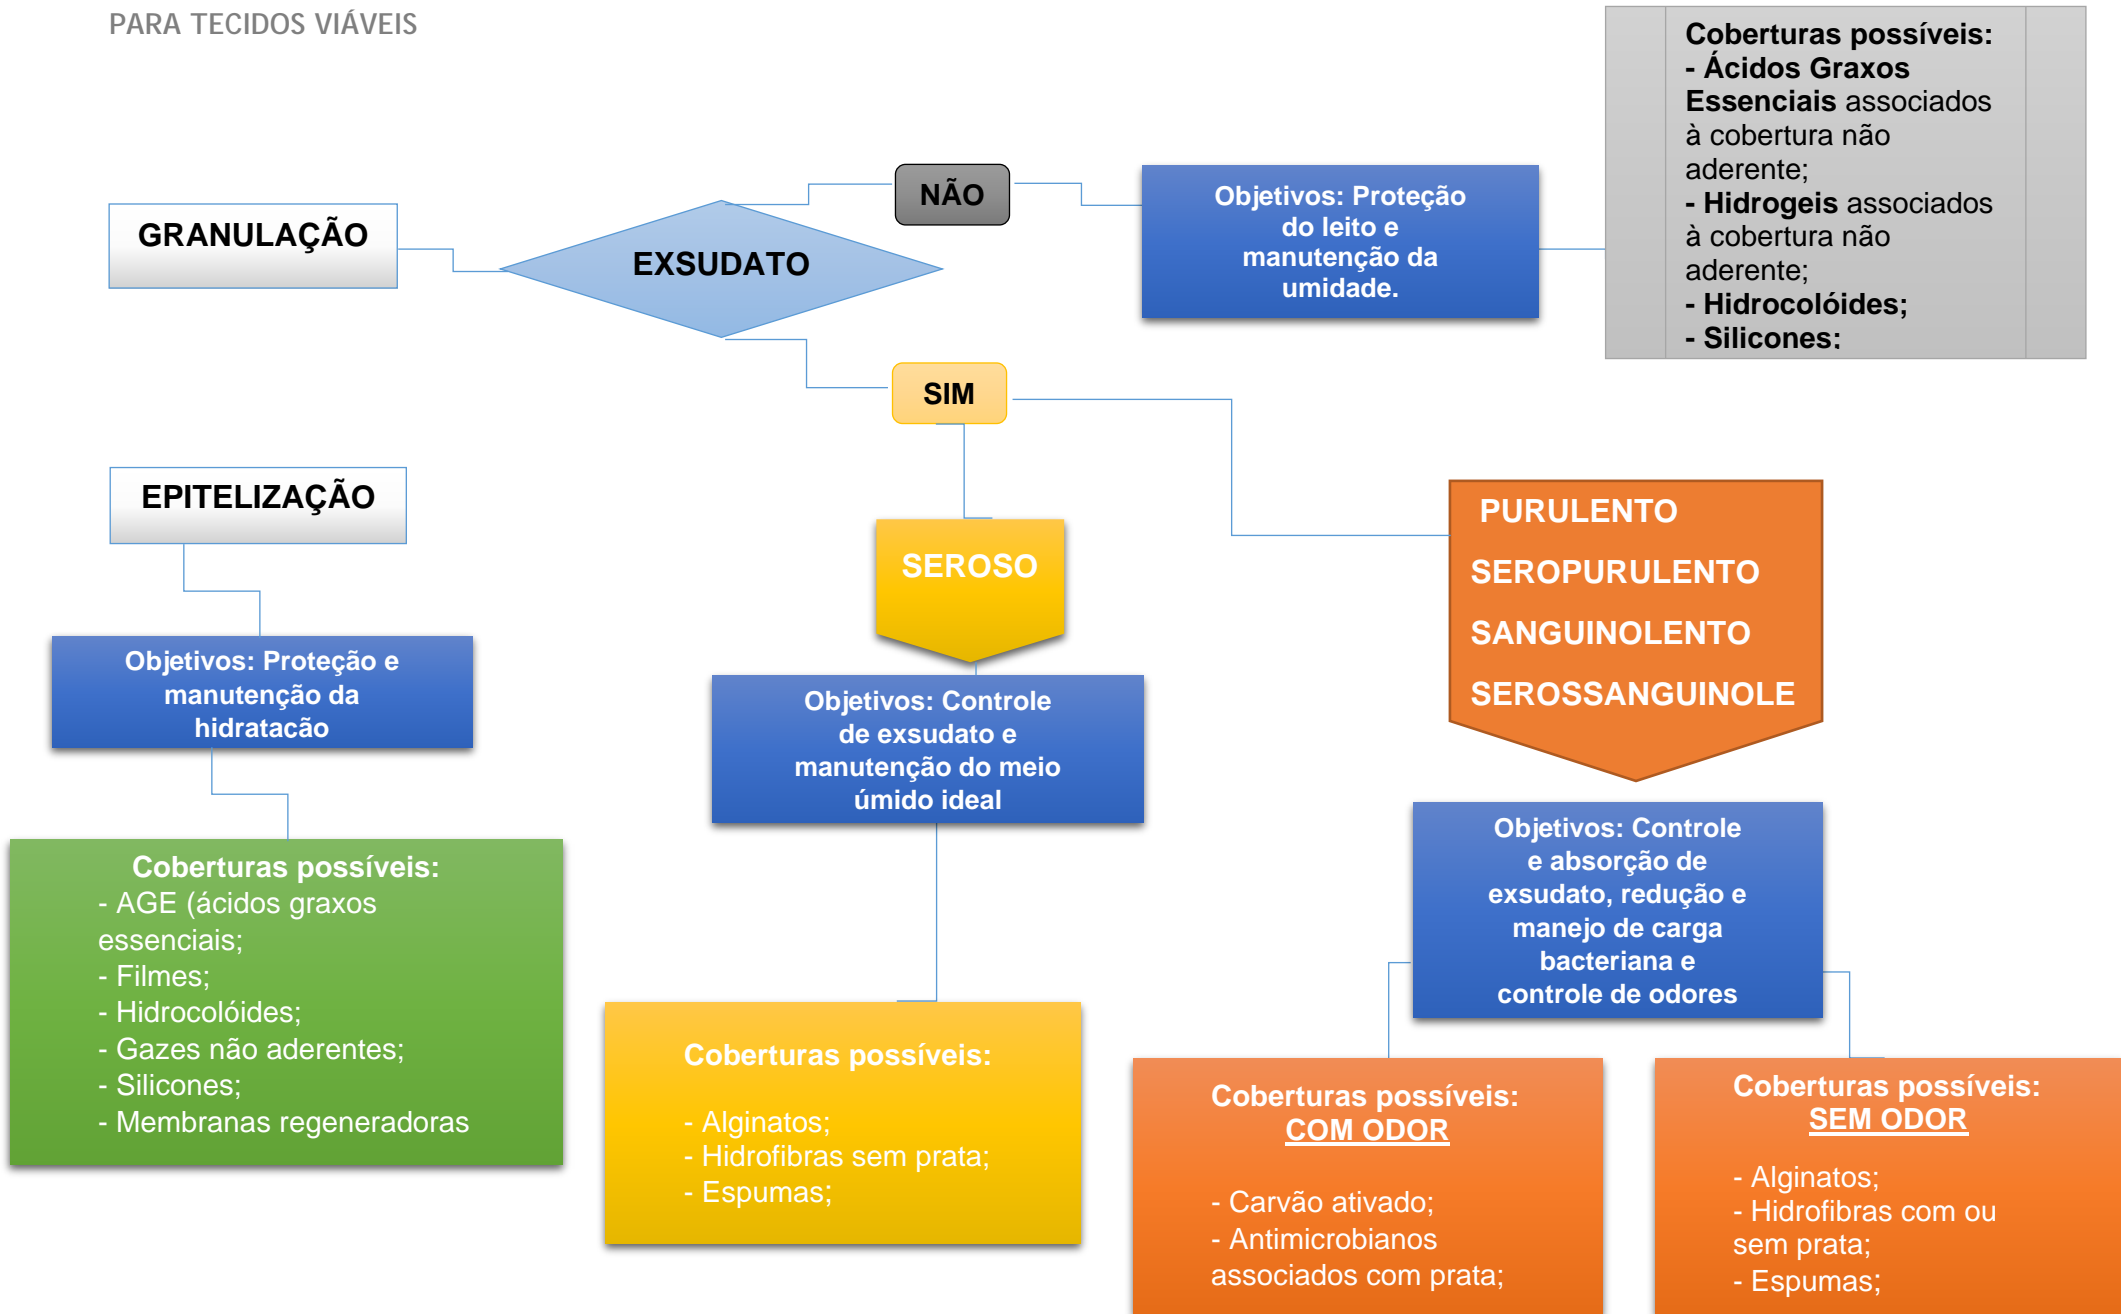 PARA TECIDOS VIÁVEIS
Coberturas possíveis:
- Ácidos Graxos
Essenciais associados
à cobertura não
aderente;
- Hidrogeis associados
à cobertura não
aderente;
- Hidrocolóides;
- Silicones;
NÃO
Objetivos: Proteção
do leito e
manutenção da
umidade.
GRANULAÇÃO
EXSUDATO
SIM
EPITELIZAÇÃO
SEROSO
PURULENTO
SEROPURULENTO
SANGUINOLENTO
SEROSSANGUINOLE
Objetivos: Proteção e
manutenção da
hidratacão
Objetivos: Controle
de exsudato e
manutenção do meio
úmido ideal
Objetivos: Controle
e absorção de
exsudato, redução e
manejo de carga
bacteriana e
controle de odores
Coberturas possíveis:
- AGE (ácidos graxos
essenciais;
- Filmes;
- Hidrocolóides;
- Gazes não aderentes;
- Silicones;
- Membranas regeneradoras
Coberturas possíveis:
- Alginatos;
- Hidrofibras sem prata;
- Espumas;
Coberturas possíveis:
COM ODOR
- Carvão ativado;
- Antimicrobianos
associados com prata;
Coberturas possíveis:
SEM ODOR
- Alginatos;
- Hidrofibras com ou
sem prata;
- Espumas;